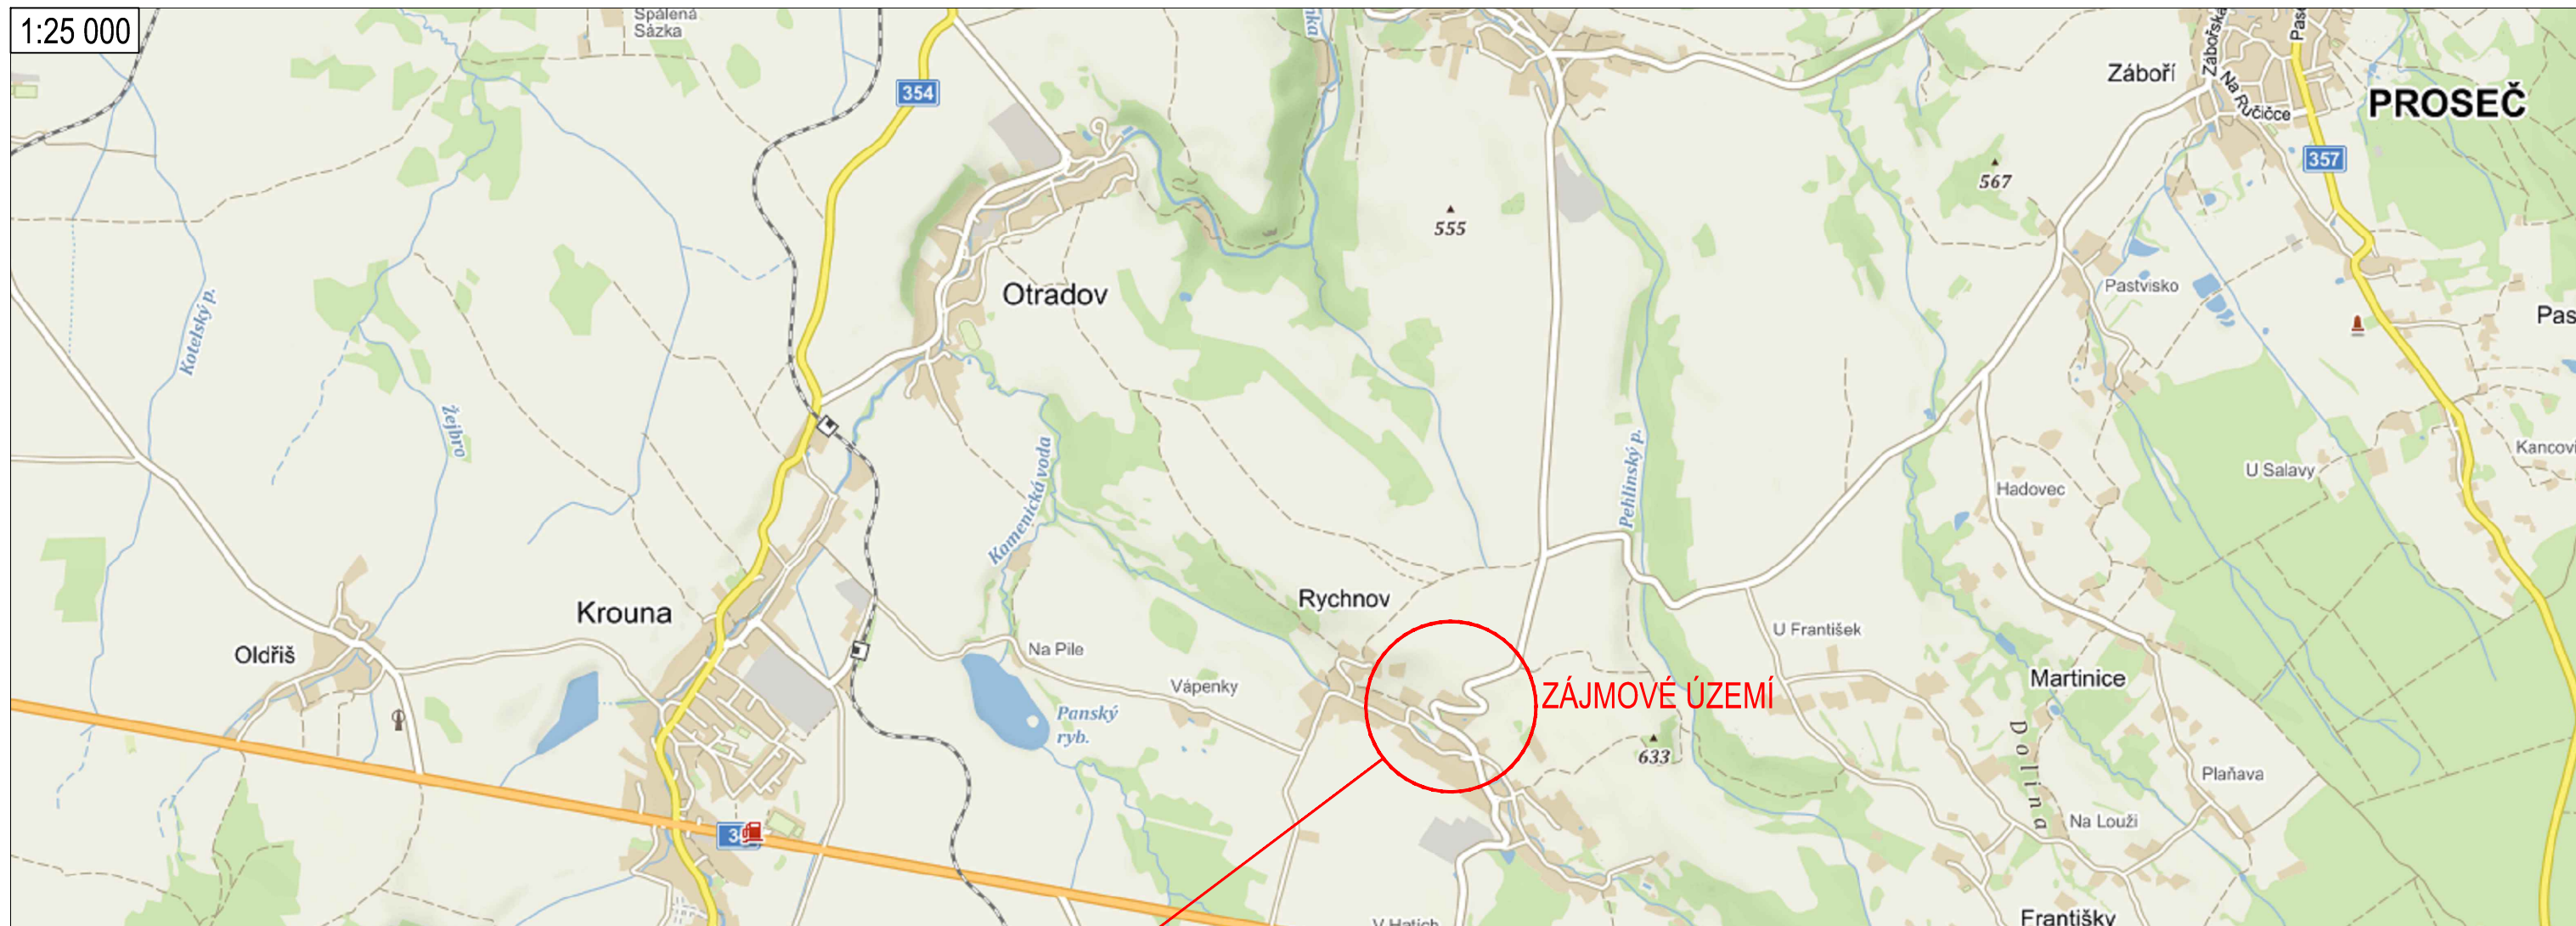 1:25 000
Spálená
Sázka
354
Záboří
Zábořská
Na Ručičce
PROSEČ
357
567
555
Otradov
Kotelský p.
Žejbro
Pastvisko
Kamenická voda
Pehlinský p.
U Salavy
Hadovec
Krouna
Rychnov
Oldřiš
Na Pile
U František
Vápenky
ZÁJMOVÉ ÚZEMÍ
Martinice
Panský
ryb.
633
Dolina
Plaňava
Na Louži
V Hatích
Františky